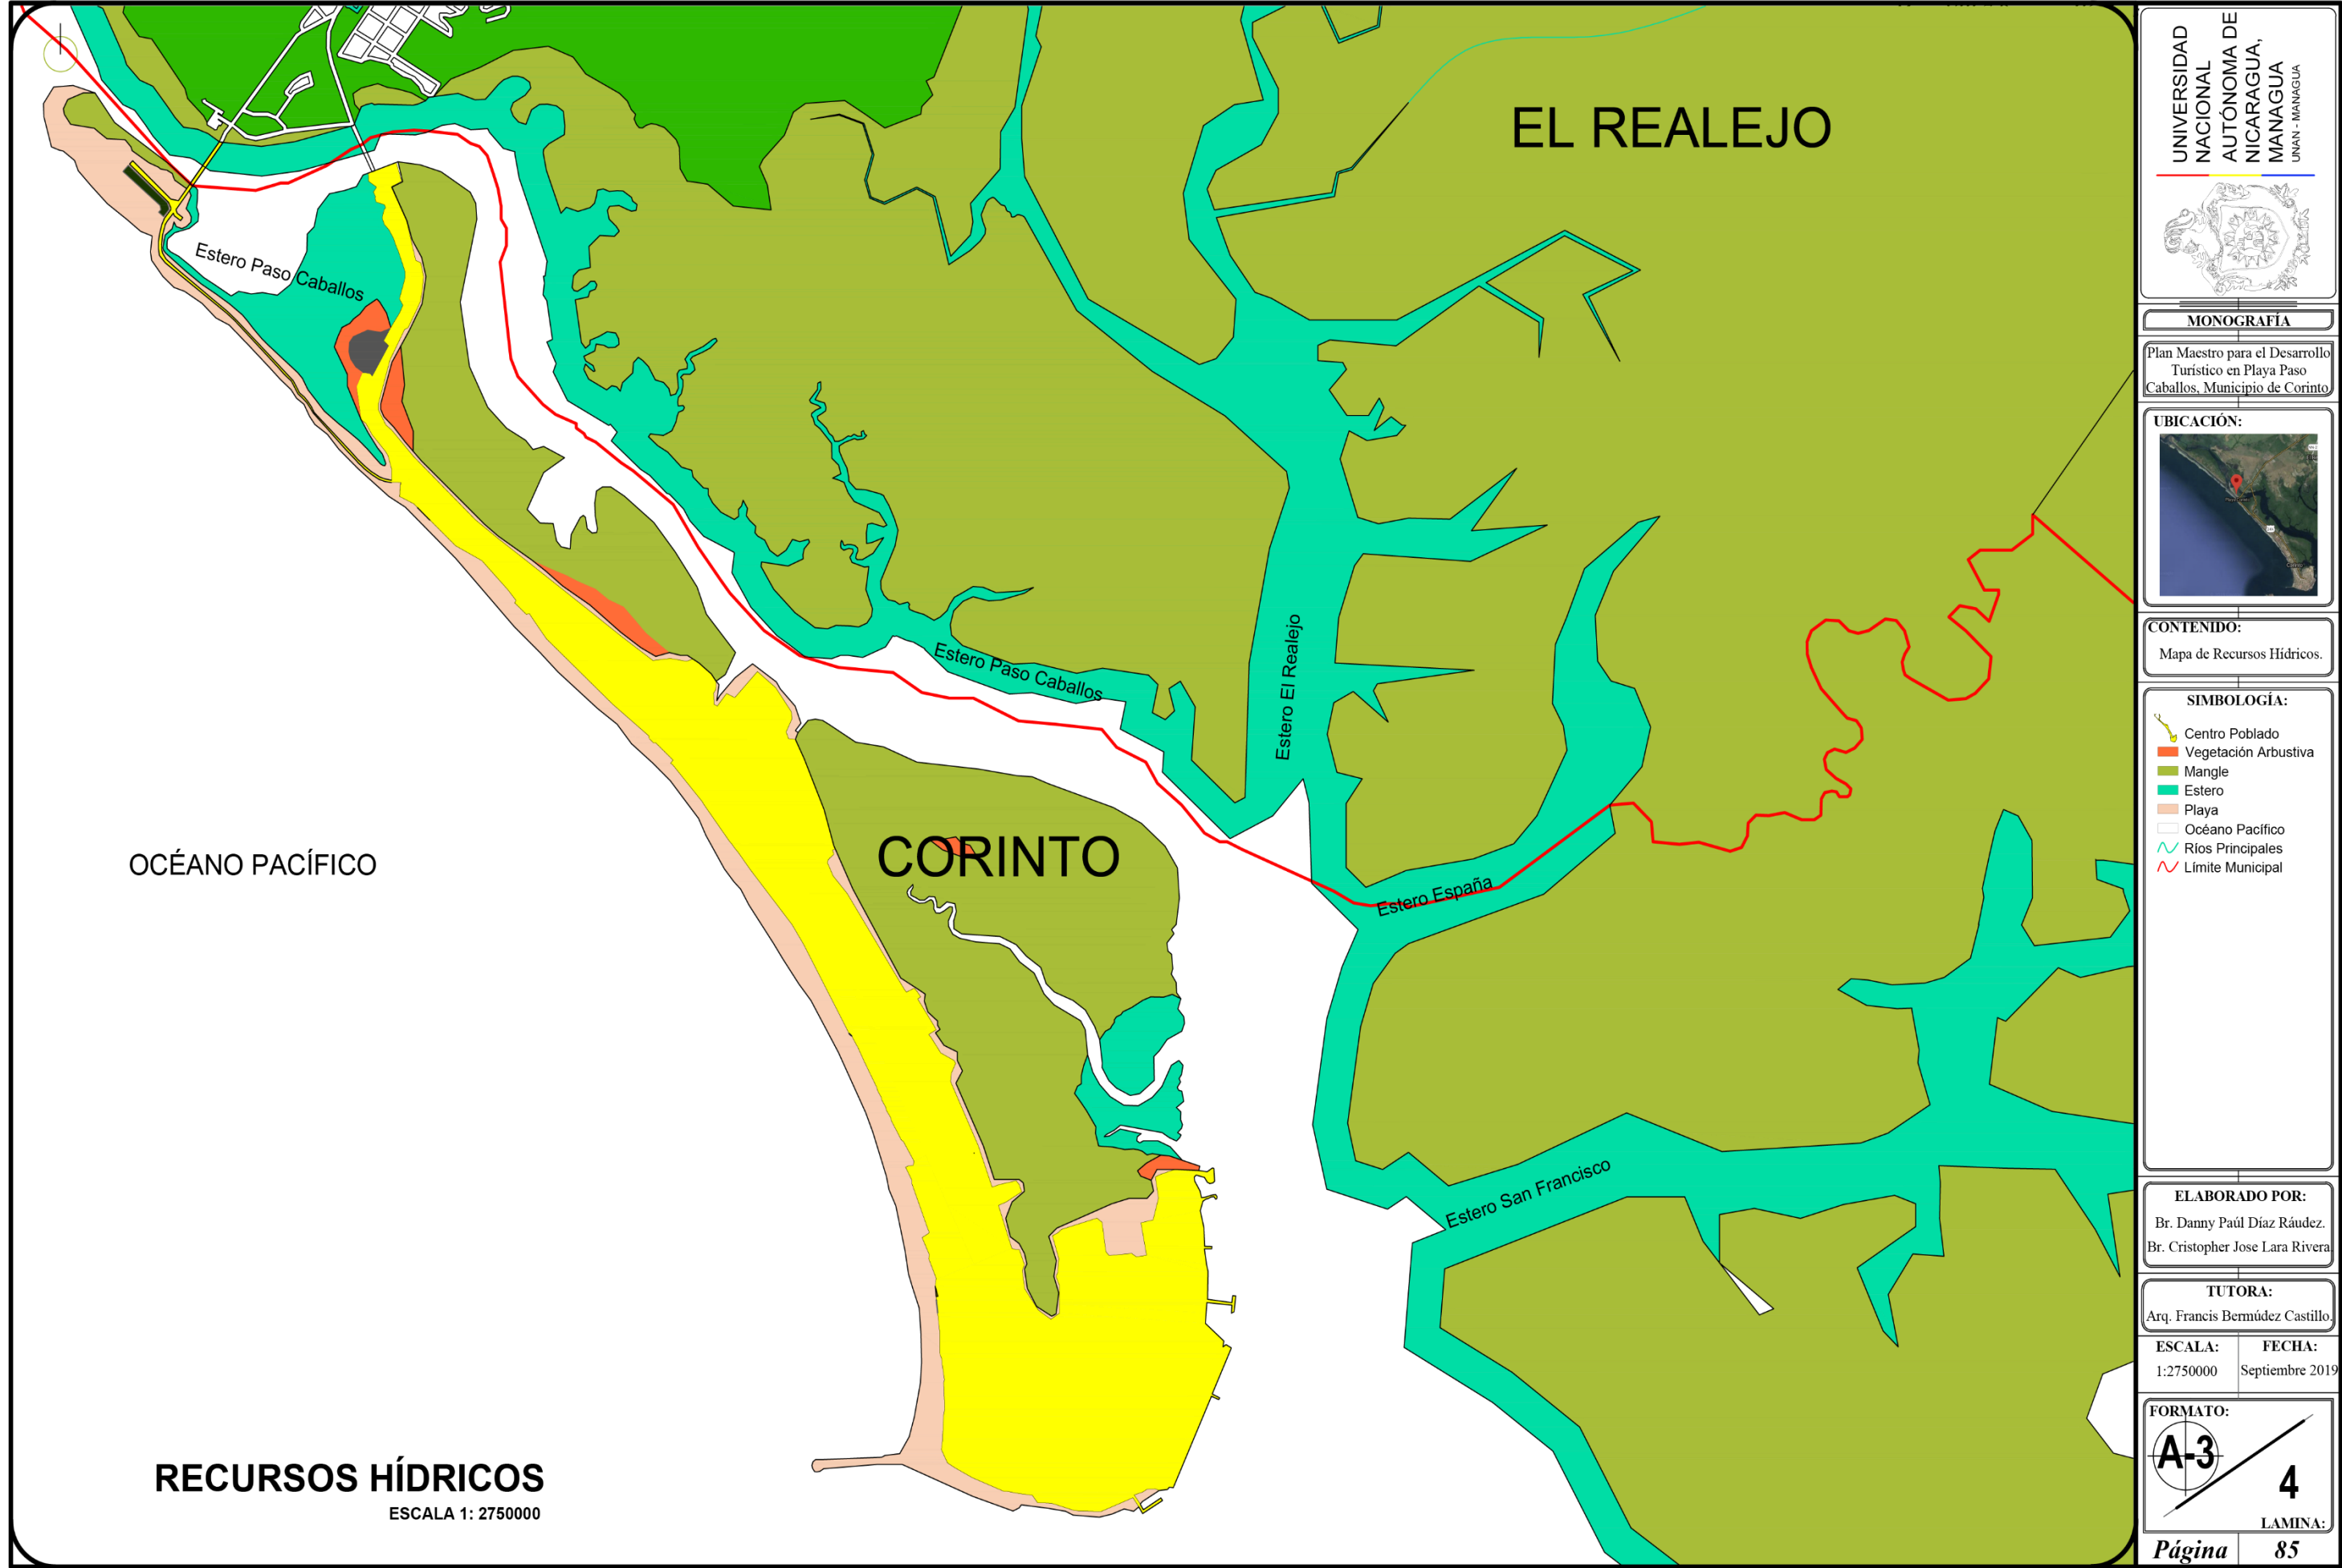 EL REALEJO
Estero Paso Caballos
Estero Paso Caballos
Estero El Realejo
CORINTO
OCÉANO PACÍFICO
Estero España
Estero San Francisco
RECURSOS HÍDRICOS
ESCALA 1: 2750000
UNIVERSIDAD
NACIONAL
AUTÓNOMA DE
NICARAGUA,
MANAGUA
UNAN - MANAGUA
MONOGRAFÍA
Plan Maestro para el Desarrollo
Turístico en Playa Paso
Caballos, Municipio de Corinto.
UBICACIÓN:
CONTENIDO:
Mapa de Recursos Hídricos.
SIMBOLOGÍA:
Centro Poblado
Vegetación Arbustiva
Mangle
Estero
Playa
Océano Pacífico
Ríos Principales
Límite Municipal
ELABORADO POR:
Br. Danny Paúl Díaz Ráudez.
Br. Cristopher Jose Lara Rivera.
TUTORA:
Arq. Francis Bermúdez Castillo.
ESCALA:
1:2750000
FECHA:
Septiembre 2019
FORMATO:
A-3
4
LAMINA:
Página 85